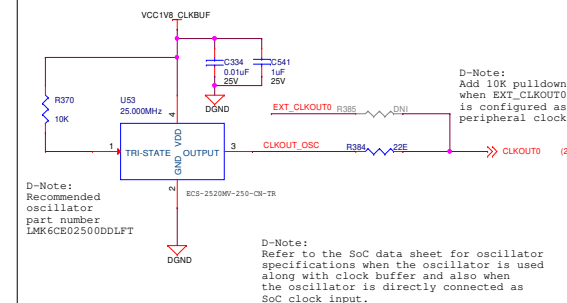 VCC1V8_CLKBUF
C334
0.01uF
25V
C541
1uF
25V
DGND
R370
10K
U53
25.000MHz
4
VDD
1
TRI-STATE
OUTPUT
3
GND
2
ECS-2520MV-250-CN-TR
DGND
EXT_CLKOUT0
R385
DNI
CLKOUT_OSC
R384
22E
CLKOUT0
(2
D-Note:
Add 10K pulldown
when EXT_CLKOUT0
is configured as
peripheral clock
D-Note:
Recommended
oscillator
part number
LMK6CE02500DDLFT
D-Note:
Refer to the SoC data sheet for oscillator
specifications when the oscillator is used
along with clock buffer and also when
the oscillator is directly connected as
SoC clock input.